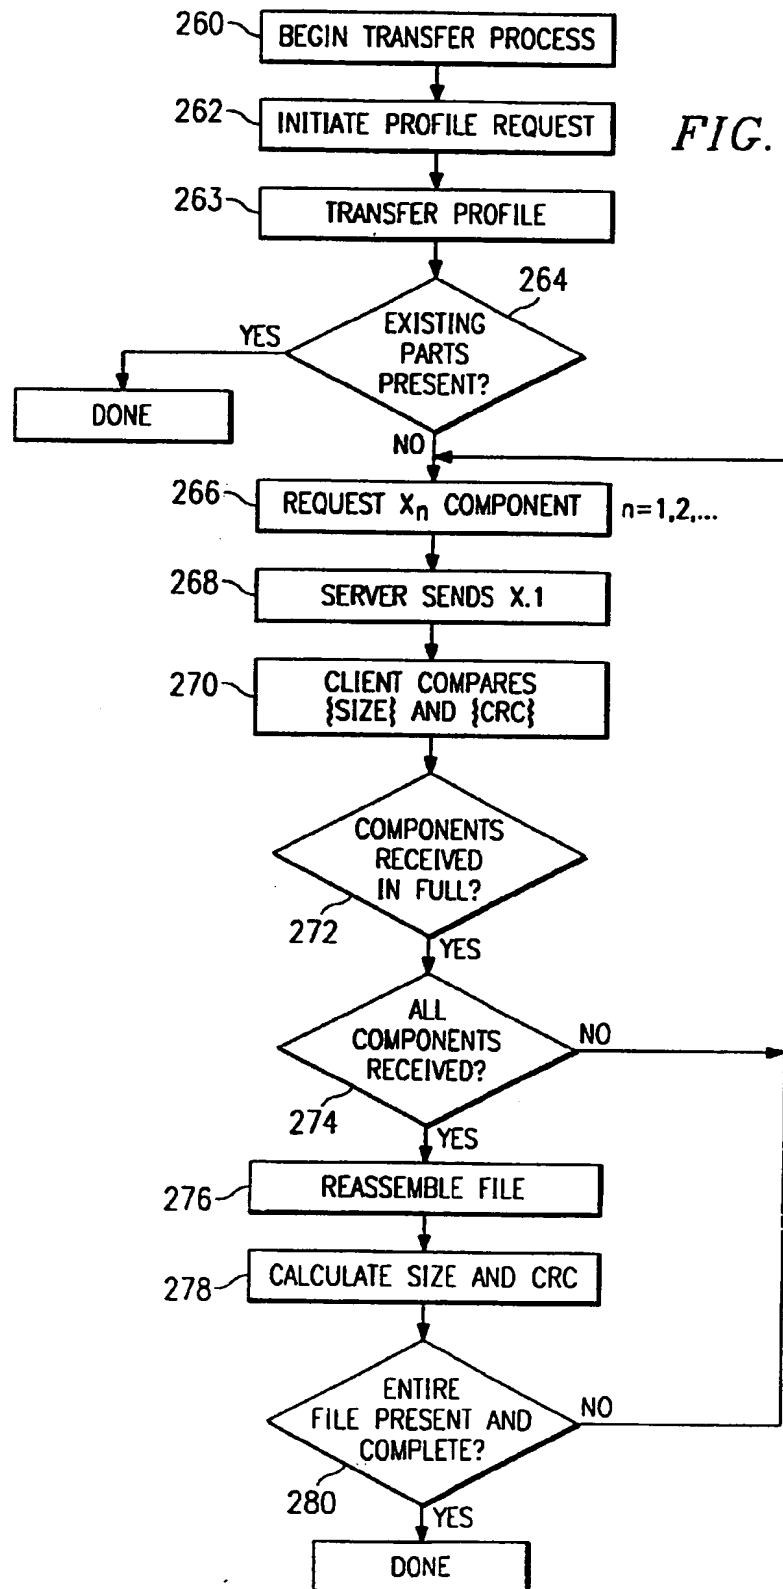 260 BEGIN TRANSFER PROCESS
262 INITIATE PROFILE REQUEST
FIG.
263 TRANSFER PROFILE
264
EXISTING
PARTS
PRESENT?
YES
DONE
NO
266 REQUEST Xn COMPONENT n=1,2,...
268 SERVER SENDS X.1
270 CLIENT COMPARES
{SIZE} AND {CRC}
COMPONENTS
RECEIVED
IN FULL?
272
YES
ALL
COMPONENTS
RECEIVED?
NO
274
YES
276 REASSEMBLE FILE
278 CALCULATE SIZE AND CRC
ENTIRE
FILE PRESENT AND
COMPLETE?
NO
280
YES
DONE